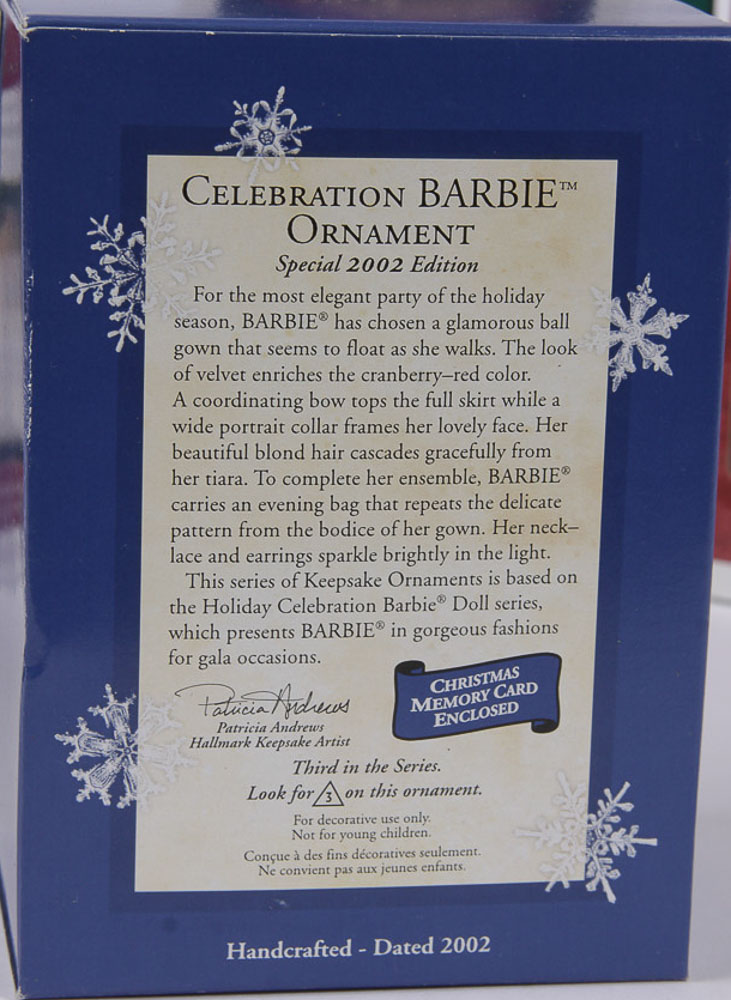 CELEBRATION BARBIE™
ORNAMENT
Special 2002 Edition
For the most elegant party of the holiday
season, BARBIE® has chosen a glamorous ball
gown that seems to float as she walks. The look
of velvet enriches the cranberry–red color.
A coordinating bow tops the full skirt while a
wide portrait collar frames her lovely face. Her
beautiful blond hair cascades gracefully from
her tiara. To complete her ensemble, BARBIE®
carries an evening bag that repeats the delicate
pattern from the bodice of her gown. Her neck–
lace and earrings sparkle brightly in the light.
This series of Keepsake Ornaments is based on
the Holiday Celebration Barbie® Doll series,
which presents BARBIE® in gorgeous fashions
for gala occasions.
CHRISTMAS
MEMORY CARD
ENCLOSED
Patricia Andrews
Patricia Andrews
Hallmark Keepsake Artist
Third in the Series.
Look for 3 on this ornament.
For decorative use only.
Not for young children.
Conçue à des fins décoratives seulement.
Ne convient pas aux jeunes enfants.
Handcrafted - Dated 2002